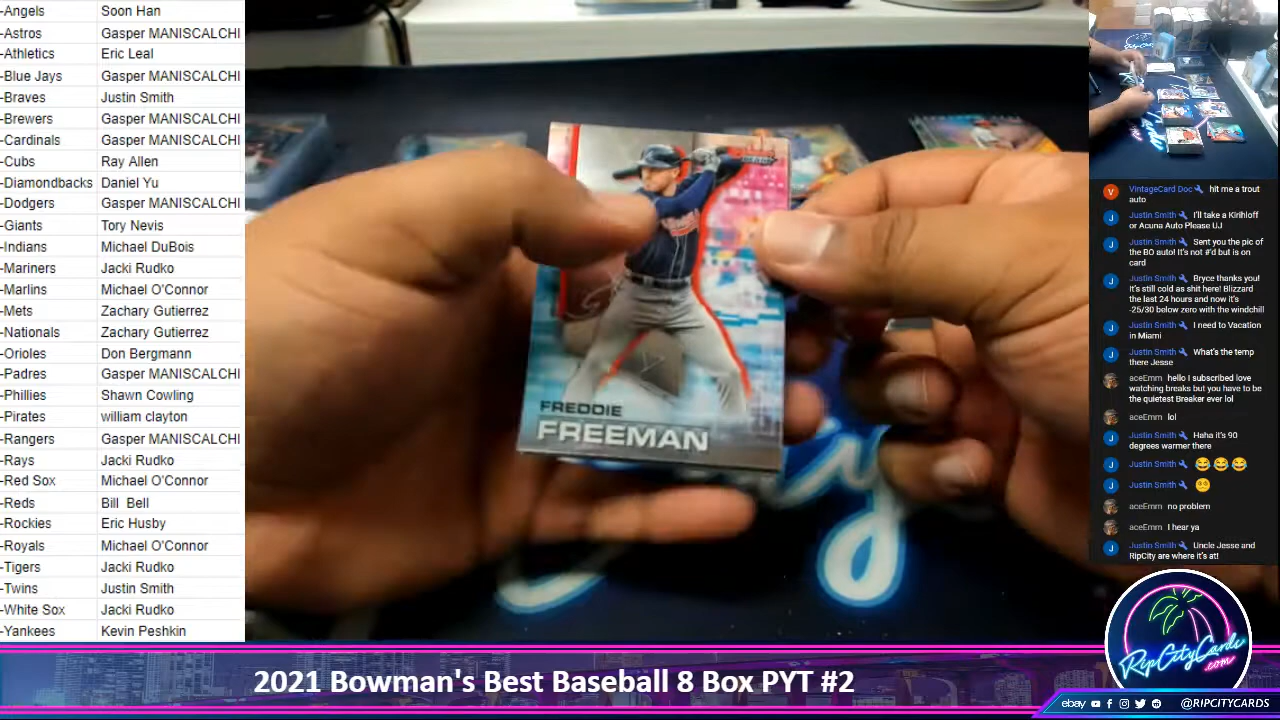 -Angels Soon Han
-Astros Gasper MANISCALCHI
-Athletics Eric Leal
-Blue Jays Gasper MANISCALCHI
-Braves Justin Smith
-Brewers Gasper MANISCALCHI
-Cardinals Gasper MANISCALCHI
-Cubs Ray Allen
-Diamondbacks Daniel Yu
-Dodgers Gasper MANISCALCHI
-Giants Tory Nevis
-Indians Michael DuBois
-Mariners Jacki Rudko
-Marlins Michael O'Connor
-Mets Zachary Gutierrez
-Nationals Zachary Gutierrez
-Orioles Don Bergmann
-Padres Gasper MANISCALCHI
-Phillies Shawn Cowling
-Pirates william clayton
-Rangers Gasper MANISCALCHI
-Rays Jacki Rudko
-Red Sox Michael O'Connor
-Reds Bill Bell
-Rockies Eric Husby
-Royals Michael O'Connor
-Tigers Jacki Rudko
-Twins Justin Smith
-White Sox Jacki Rudko
-Yankees Kevin Peshkin
FREDDIE
FREEMAN
V VintageCard Doc hit me a trout
auto
J Justin Smith I'll take a Kirihloff
or Acuna Auto Please UJ
J Justin Smith Sent you the pic of
the BO auto! It's not #'d but is on
card
J Justin Smith Bryce thanks you!
it's still cold as shit here! Blizzard
the last 24 hours and now it's
-25/30 below zero with the windchill
J Justin Smith I need to Vacation
in Miami
J Justin Smith What's the temp
there Jesse
aceEmm hello I subscribed love
watching breaks but you have to be
the quietest Breaker ever lol
aceEmm lol
J Justin Smith Haha it's 90
degrees warmer there
J Justin Smith 😂 😂 😂
J Justin Smith 🥺
aceEmm no problem
aceEmm I hear ya
J Justin Smith Uncle Jesse and
RipCity are where it's at!
RipCityCards
.com
2021 Bowman's Best Baseball 8 Box PYT #2
ebay @RIPCITYCARDS